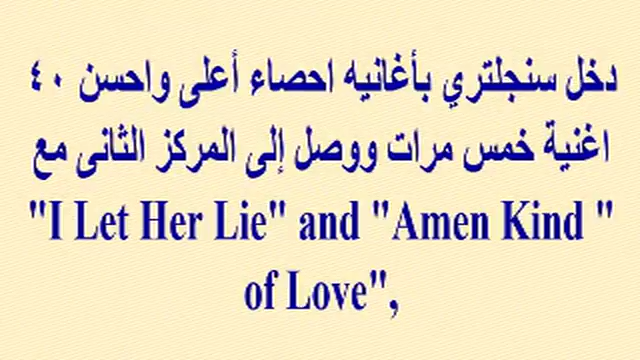 دخل سنجلتري بأغانيه احصاء أعلى واحسن ٤٠
اغنية خمس مرات ووصل إلى المركز الثانى مع
"I Let Her Lie" and "Amen Kind "
of Love",